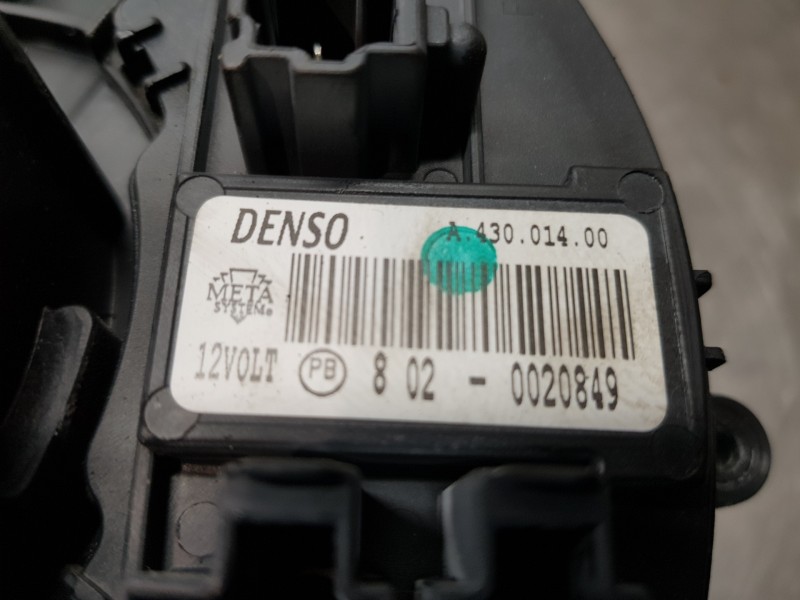 DENSO A.430.014.00
META
SYSTEM®
12VOLT PB 8 02 - 0020849